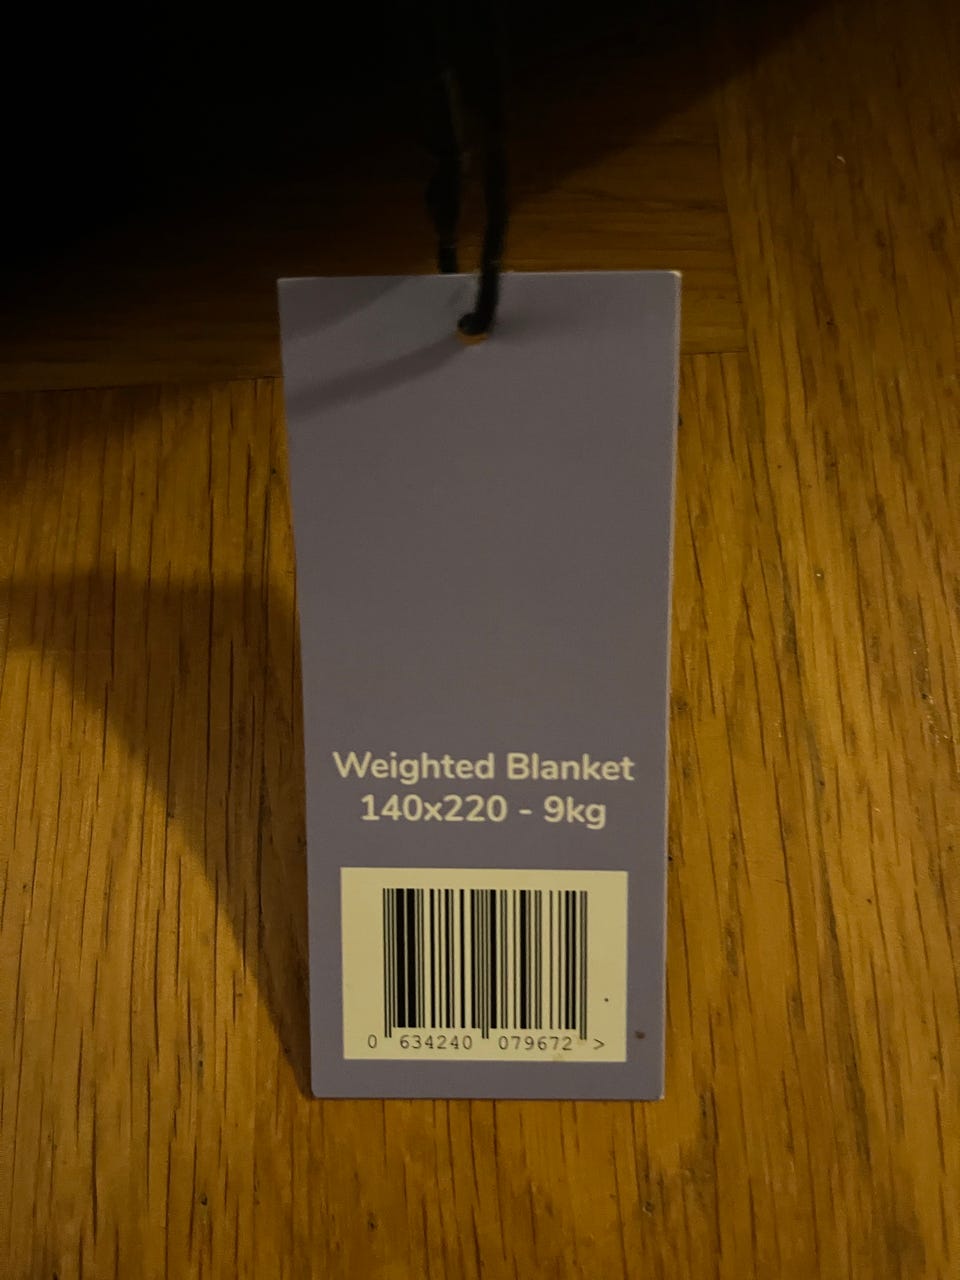 Weighted Blanket
140x220 - 9kg
0 634240 079672 >